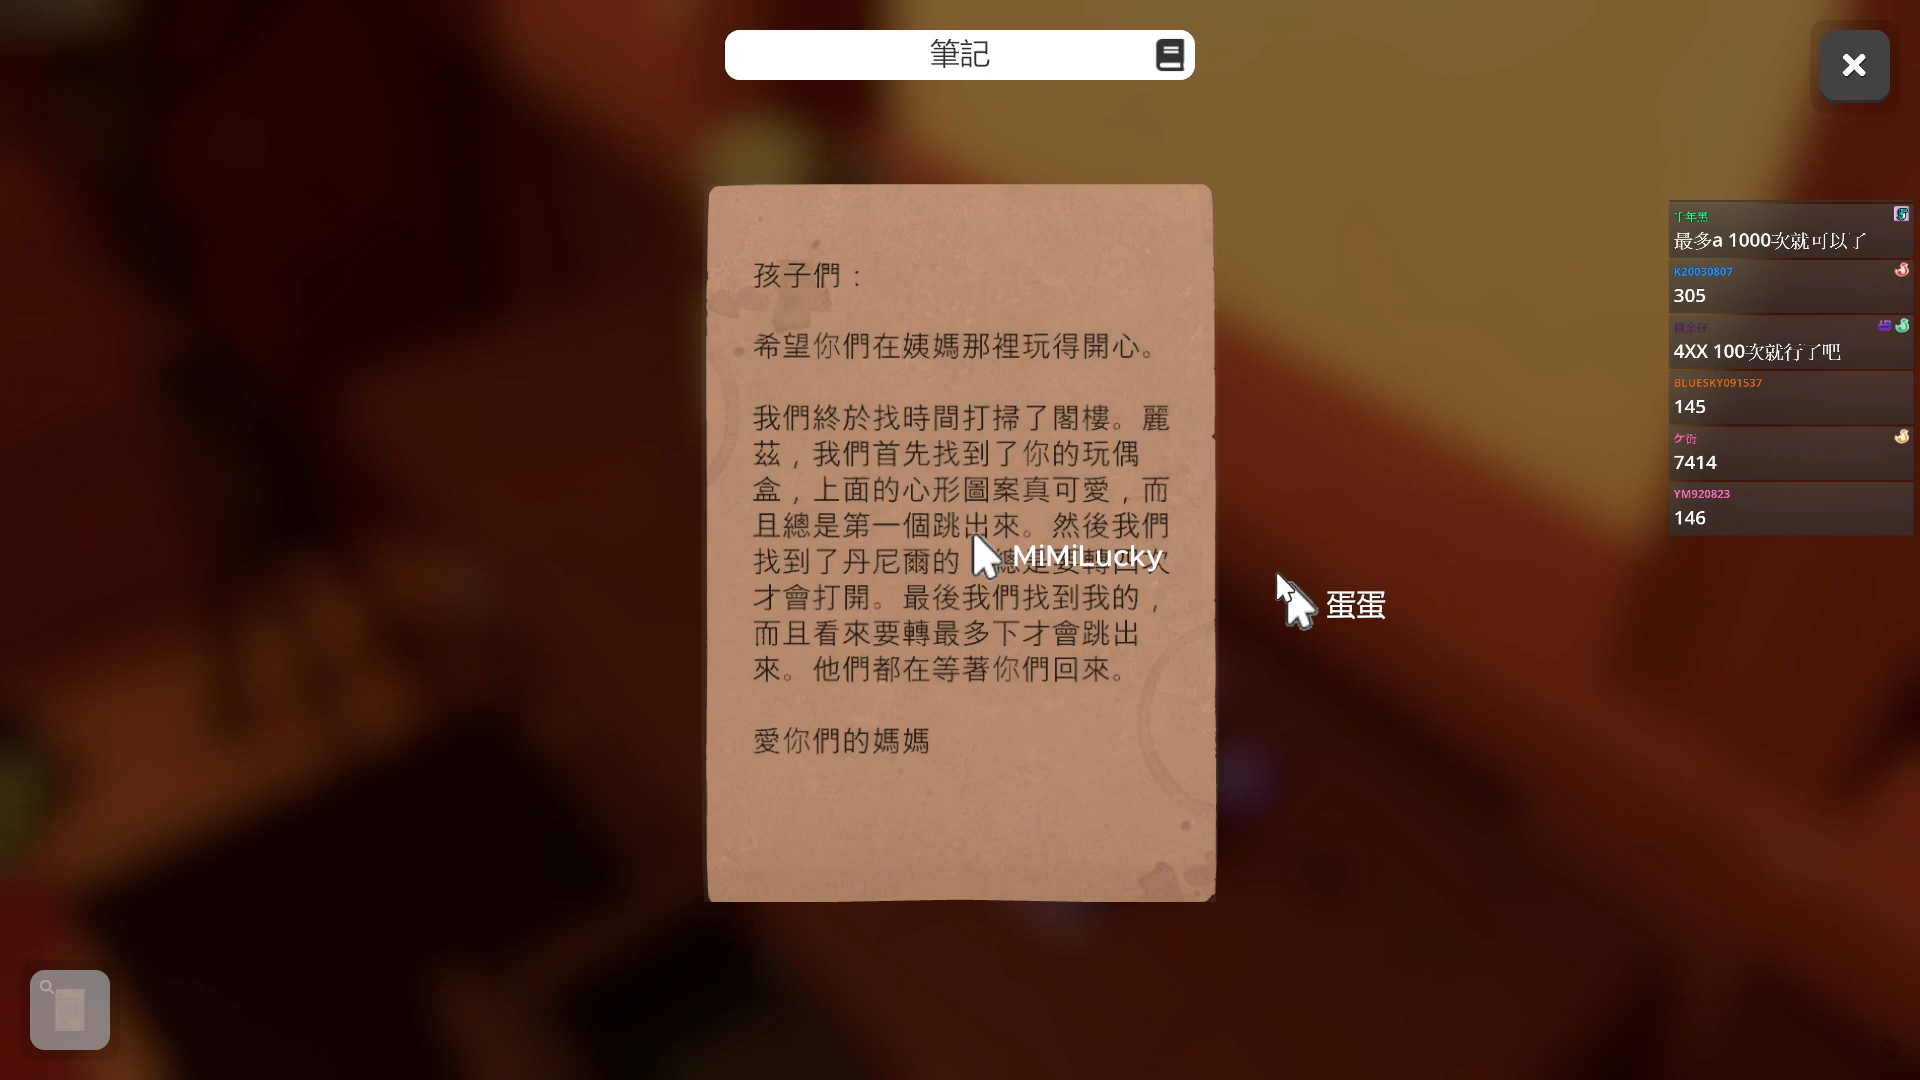 筆記
孩子們：
希望你們在姨媽那裡玩得開心。
我們終於找時間打掃了閣樓。麗
茲，我們首先找到了你的玩偶
盒，上面的心形圖案真可愛，而
且總是第一個跳出來。然後我們
找到了丹尼爾的
才會打開。最後我們找到我的，
而且看來要轉最多下才會跳出
來。他們都在等著你們回來。
愛你們的媽媽
MiMiLucky
蛋蛋
千年黑
最多a 1000次就可以了
K20030807
305
4XX 100次就行了吧
BLUESKY091537
145
7414
YM920823
146